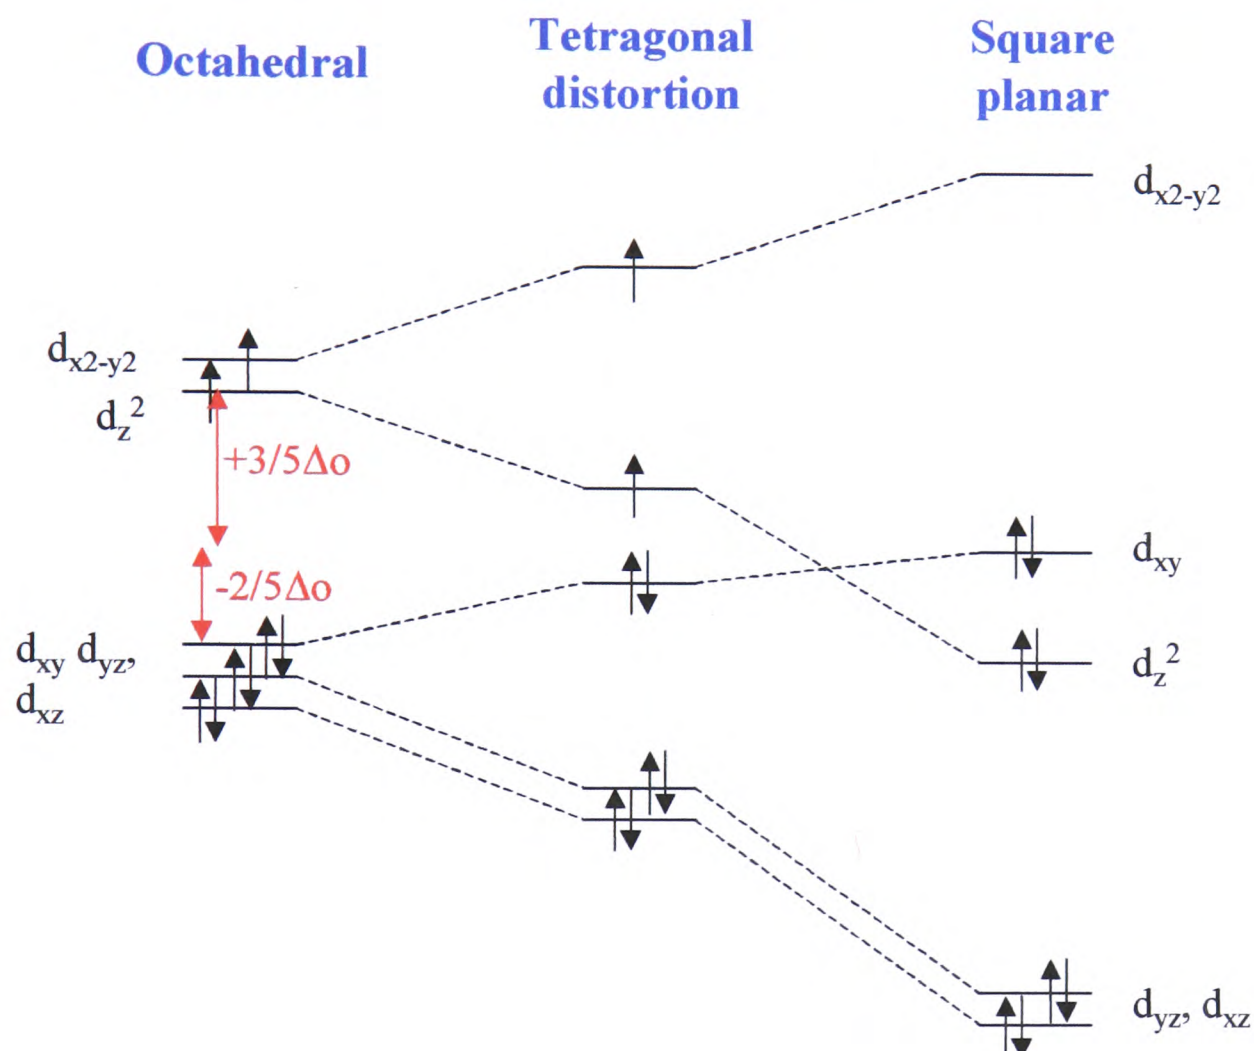 Octahedral
Tetragonal
distortion
Square
planar
dx2-y2
dx2-y2
dz2
+3/5Δo
-2/5Δo
dxy
dxy dyz,
dxz
dz2
dyz, dxz